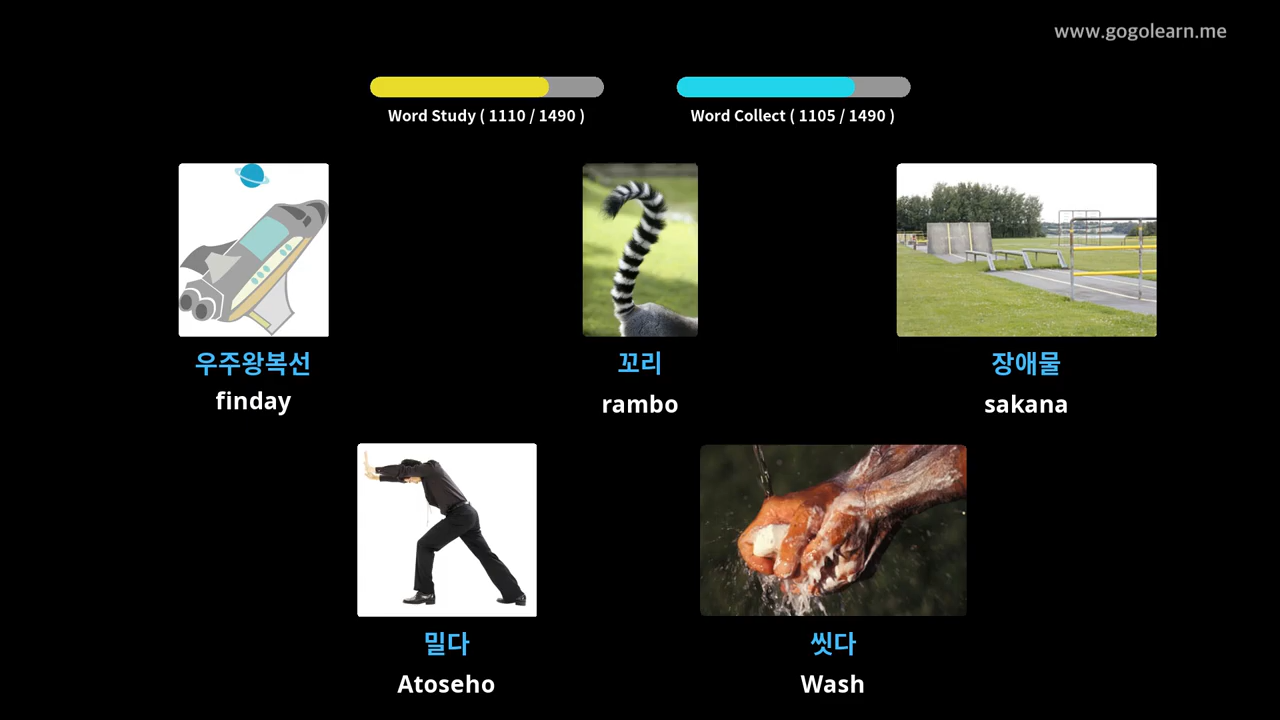 www.gogolearn.me
Word Study ( 1110 / 1490 )
Word Collect ( 1105 / 1490 )
우주왕복선
finday
꼬리
rambo
장애물
sakana
밀다
Atoseho
씻다
Wash